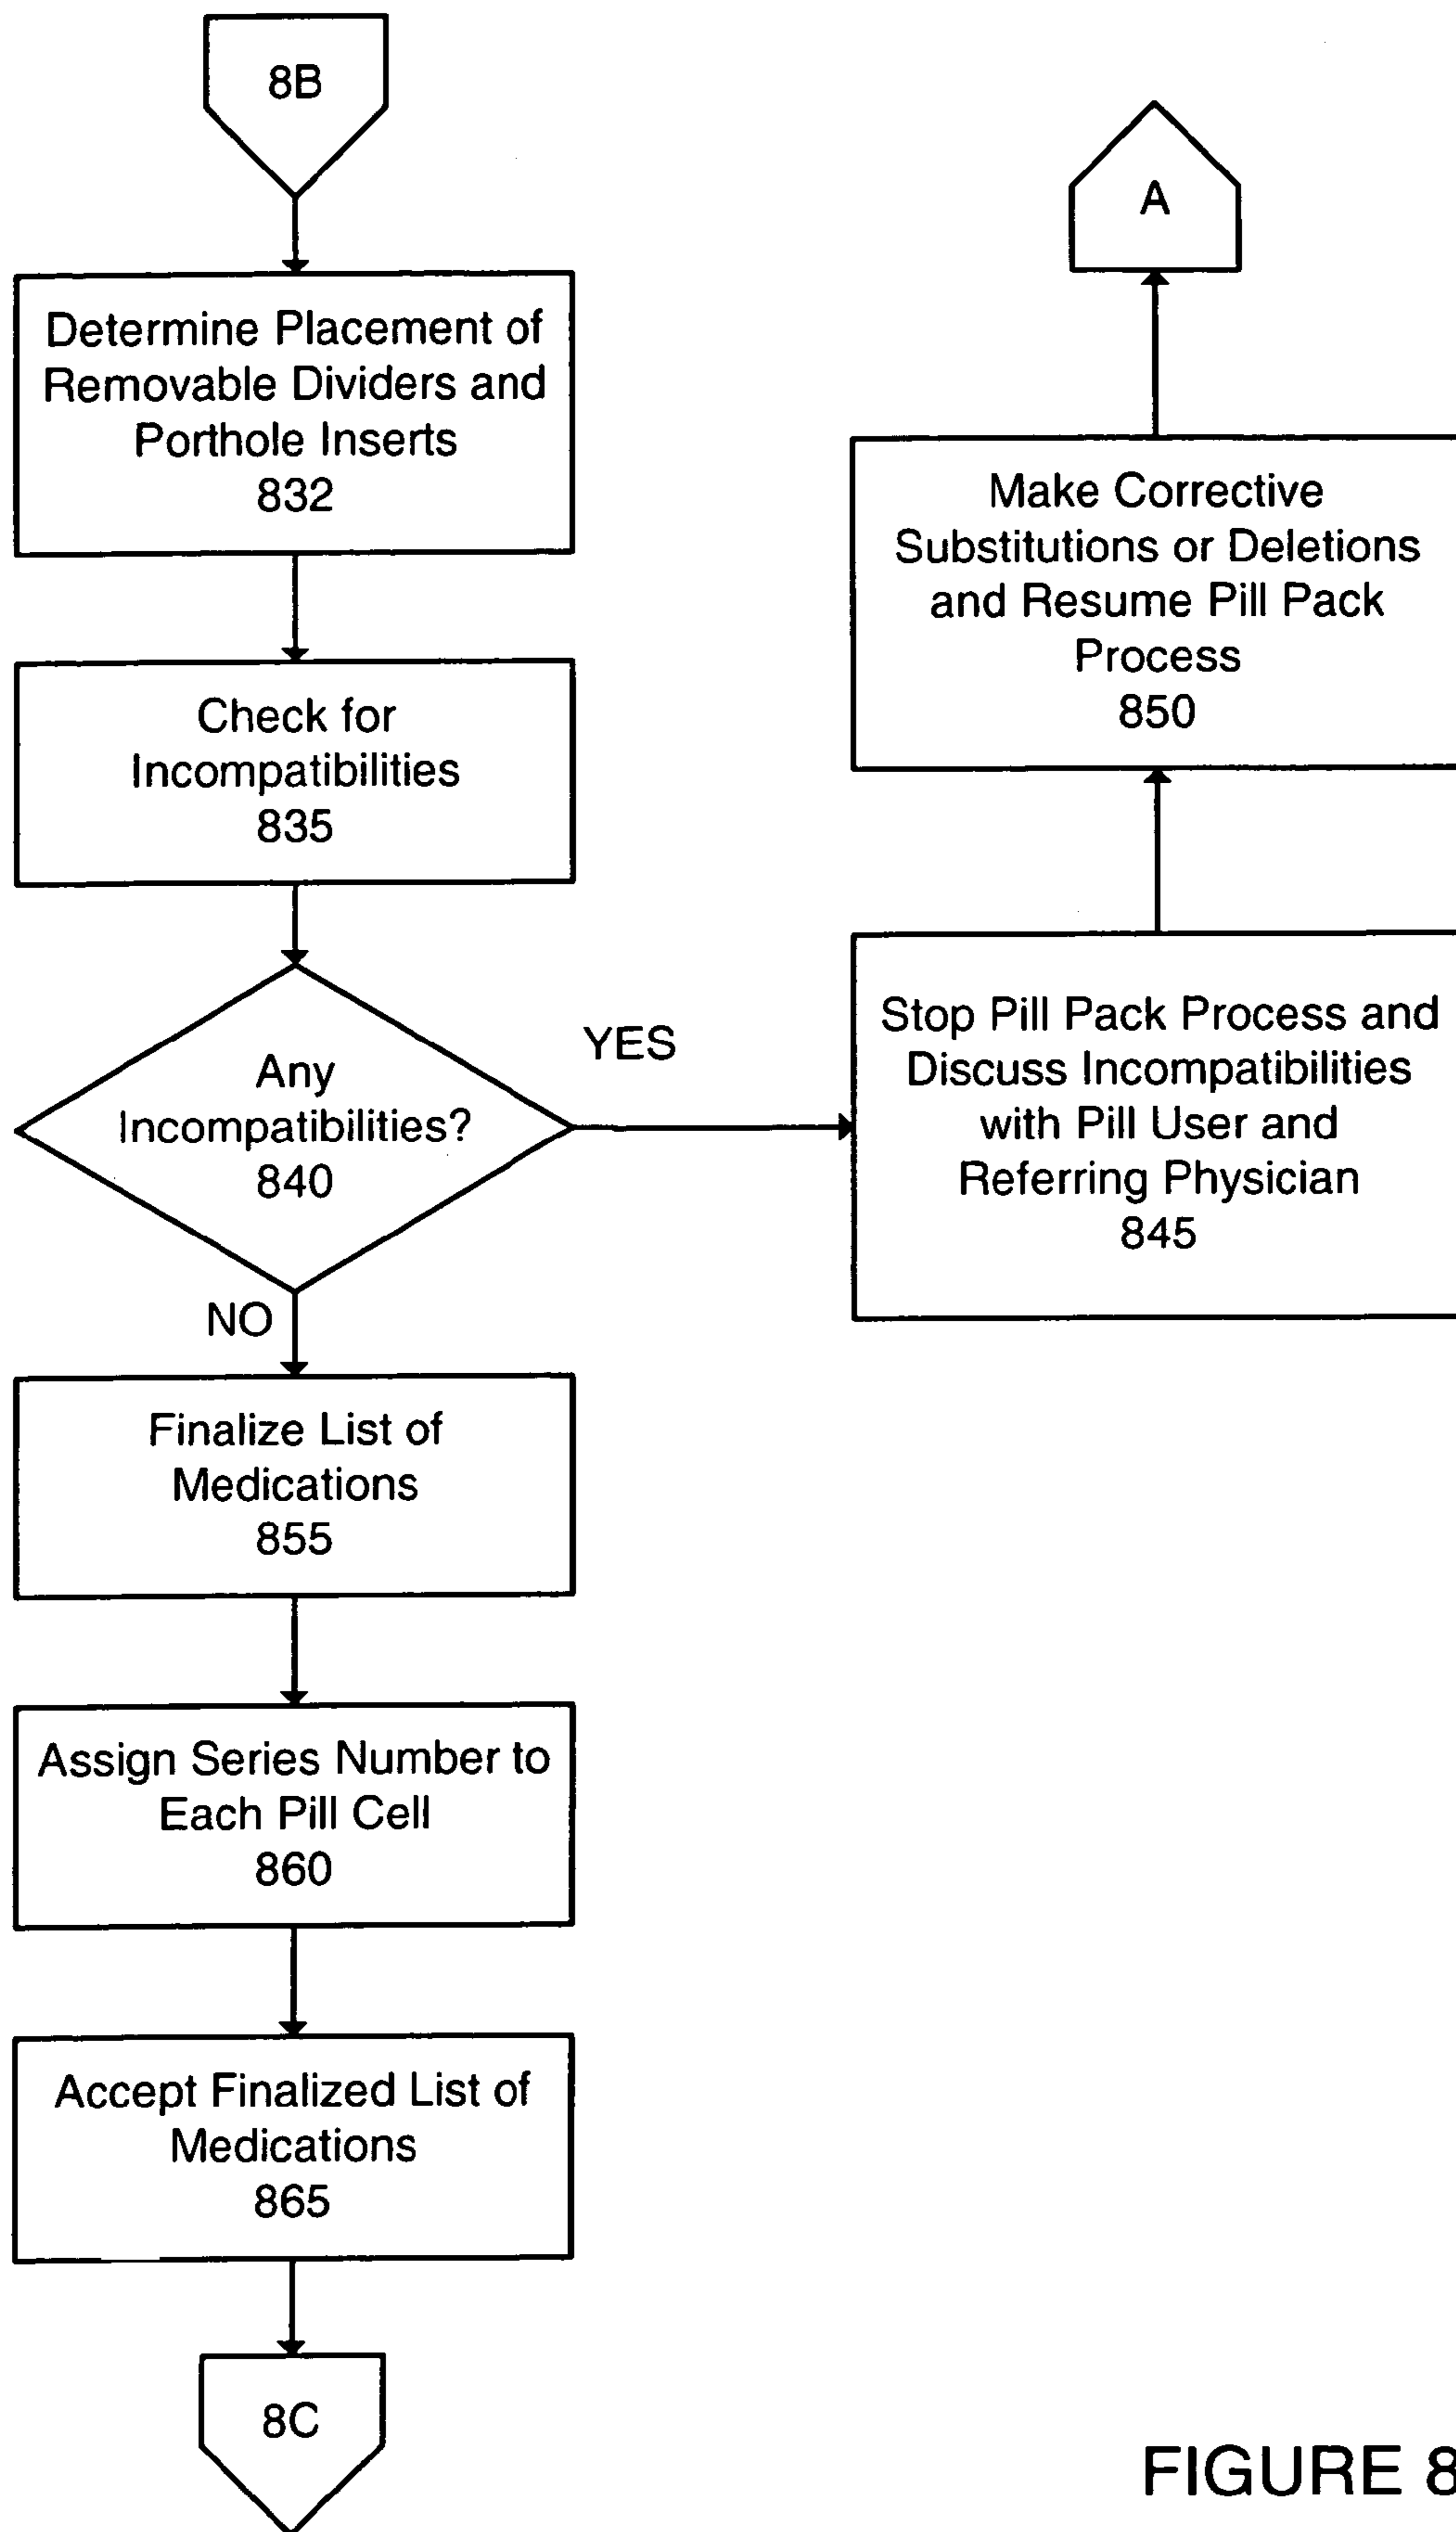 8B
Determine Placement of
Removable Dividers and
Porthole Inserts
832
Check for
Incompatibilities
835
Any
Incompatibilities?
840
YES
NO
Finalize List of
Medications
855
Assign Series Number to
Each Pill Cell
860
Accept Finalized List of
Medications
865
8C
A
Make Corrective
Substitutions or Deletions
and Resume Pill Pack
Process
850
Stop Pill Pack Process and
Discuss Incompatibilities
with Pill User and
Referring Physician
845
FIGURE 8